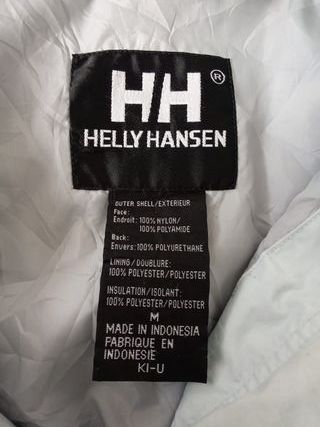 H/H®
HELLY HANSEN
OUTER SHELL/EXTERIEUR
Face:
Endroit:100% NYLON/
100% POLYAMIDE
Back:
Envers:100% POLYURETHANE
LINING/DOUBLURE:
100% POLYESTER/POLYESTER
INSULATION/ISOLANT:
100% POLYESTER/POLYESTER
M
MADE IN INDONESIA
FABRIQUE EN
INDONESIE
KI-U